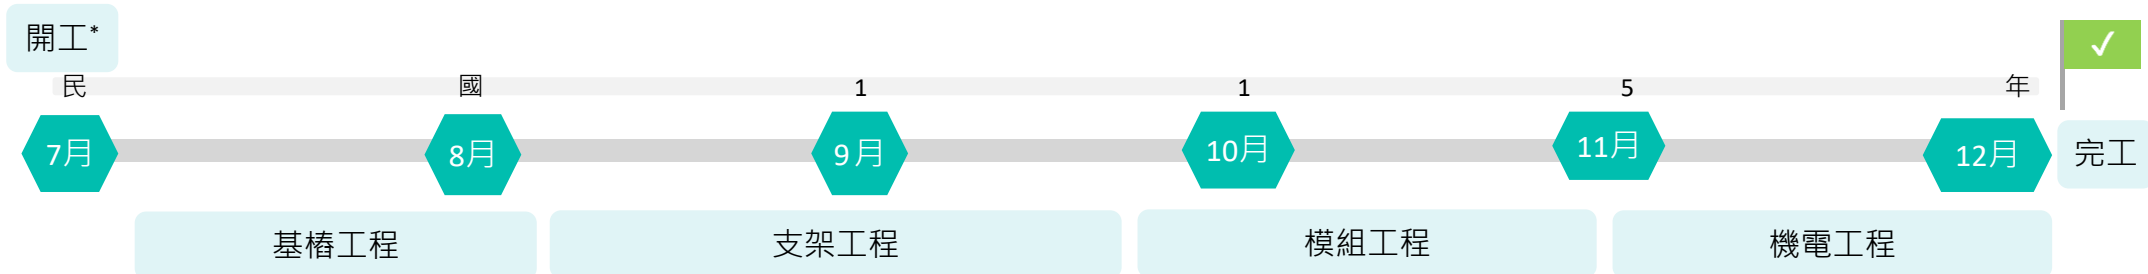 開工*
✓
民 國 1 1 5 年
7月 8月 9月 10月 11月 12月 完工
基樁工程 支架工程 模組工程 機電工程